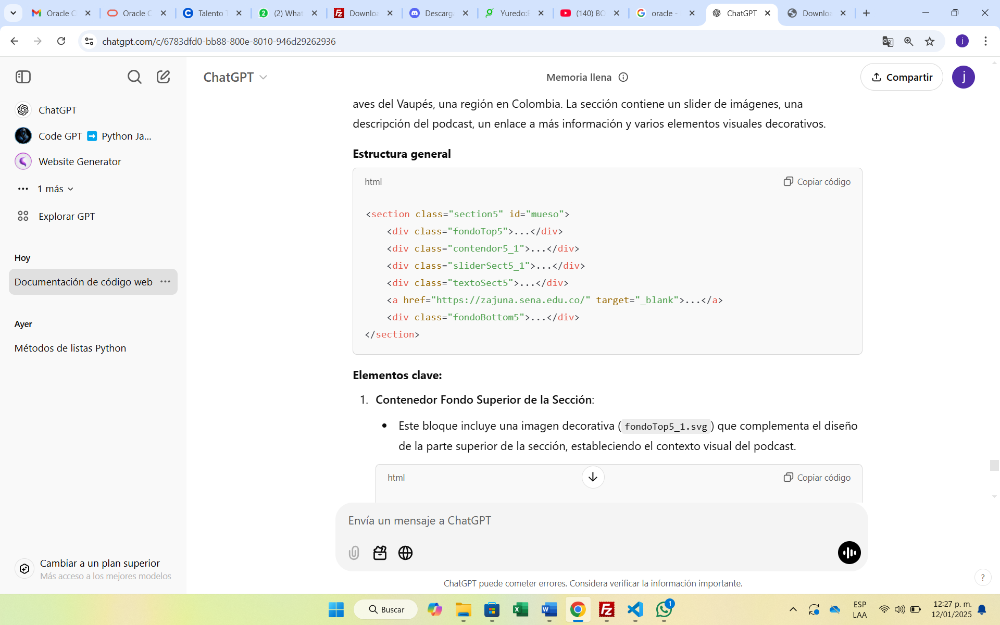 Oracle C
Oracle C
Talento T
(2) What
Downloa
Descarga
Yuredo:E
(140) BO
oracle -
ChatGPT
Downloa
chatgpt.com/c/6783dfd0-bb88-800e-8010-946d29262936
j
ChatGPT
Memoria llena
Compartir
j
ChatGPT
Code GPT ➡ Python Ja...
Website Generator
1 más
Explorar GPT
Hoy
Documentación de código web
Ayer
Métodos de listas Python
Cambiar a un plan superior
Más acceso a los mejores modelos
aves del Vaupés, una región en Colombia. La sección contiene un slider de imágenes, una
descripción del podcast, un enlace a más información y varios elementos visuales decorativos.
Estructura general
html
Copiar código
<section class="section5" id="mueso">
<div class="fondoTop5">...</div>
<div class="contendor5_1">...</div>
<div class="sliderSect5_1">...</div>
<div class="textoSect5">...</div>
<a href="https://zajuna.sena.edu.co/" target="_blank">...</a>
<div class="fondoBottom5">...</div>
</section>
Elementos clave:
1. Contenedor Fondo Superior de la Sección:
• Este bloque incluye una imagen decorativa (fondoTop5_1.svg) que complementa el diseño
de la parte superior de la sección, estableciendo el contexto visual del podcast.
html
Copiar código
Envía un mensaje a ChatGPT
ChatGPT puede cometer errores. Considera verificar la información importante.
?
Buscar
1
ESP
LAA
12:27 p. m.
12/01/2025